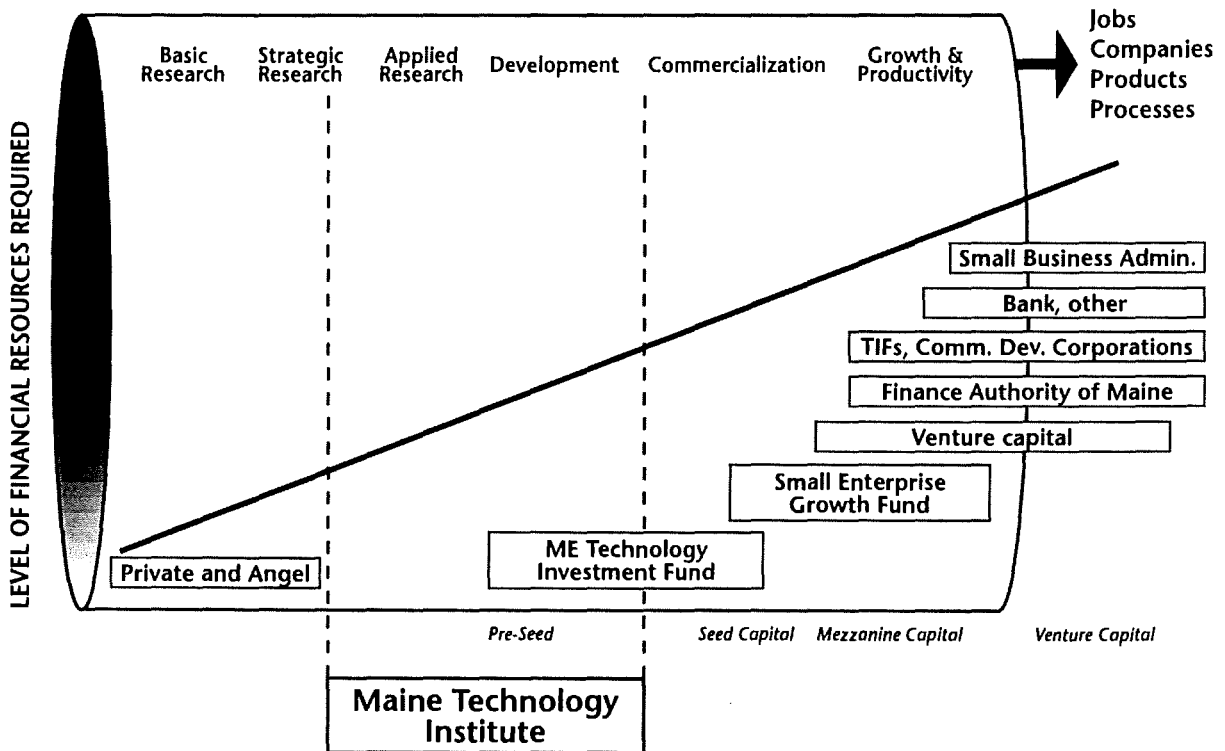 Jobs
Companies
Products
Processes
Basic
Research
Strategic
Research
Applied
Research
Development
Commercialization
Growth &
Productivity
LEVEL OF FINANCIAL RESOURCES REQUIRED
Small Business Admin.
Bank, other
TIFs, Comm. Dev. Corporations
Finance Authority of Maine
Venture capital
Small Enterprise
Growth Fund
ME Technology
Investment Fund
Private and Angel
Pre-Seed
Seed Capital
Mezzanine Capital
Venture Capital
Maine Technology
Institute